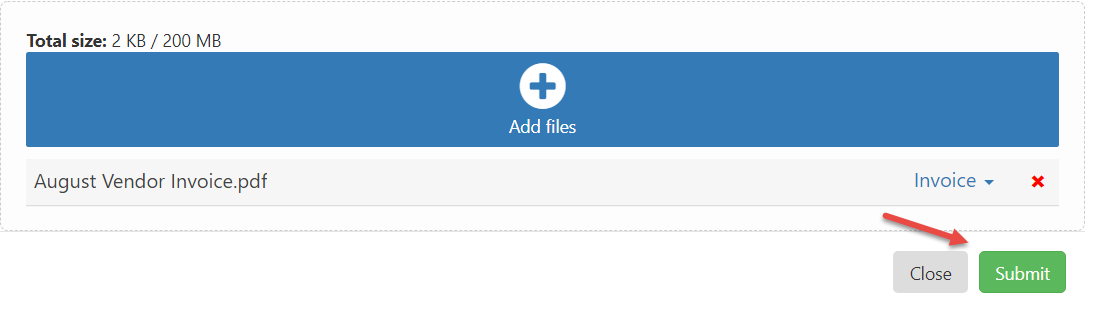 Total size: 2 KB / 200 MB
Add files
August Vendor Invoice.pdf Invoice
Close Submit